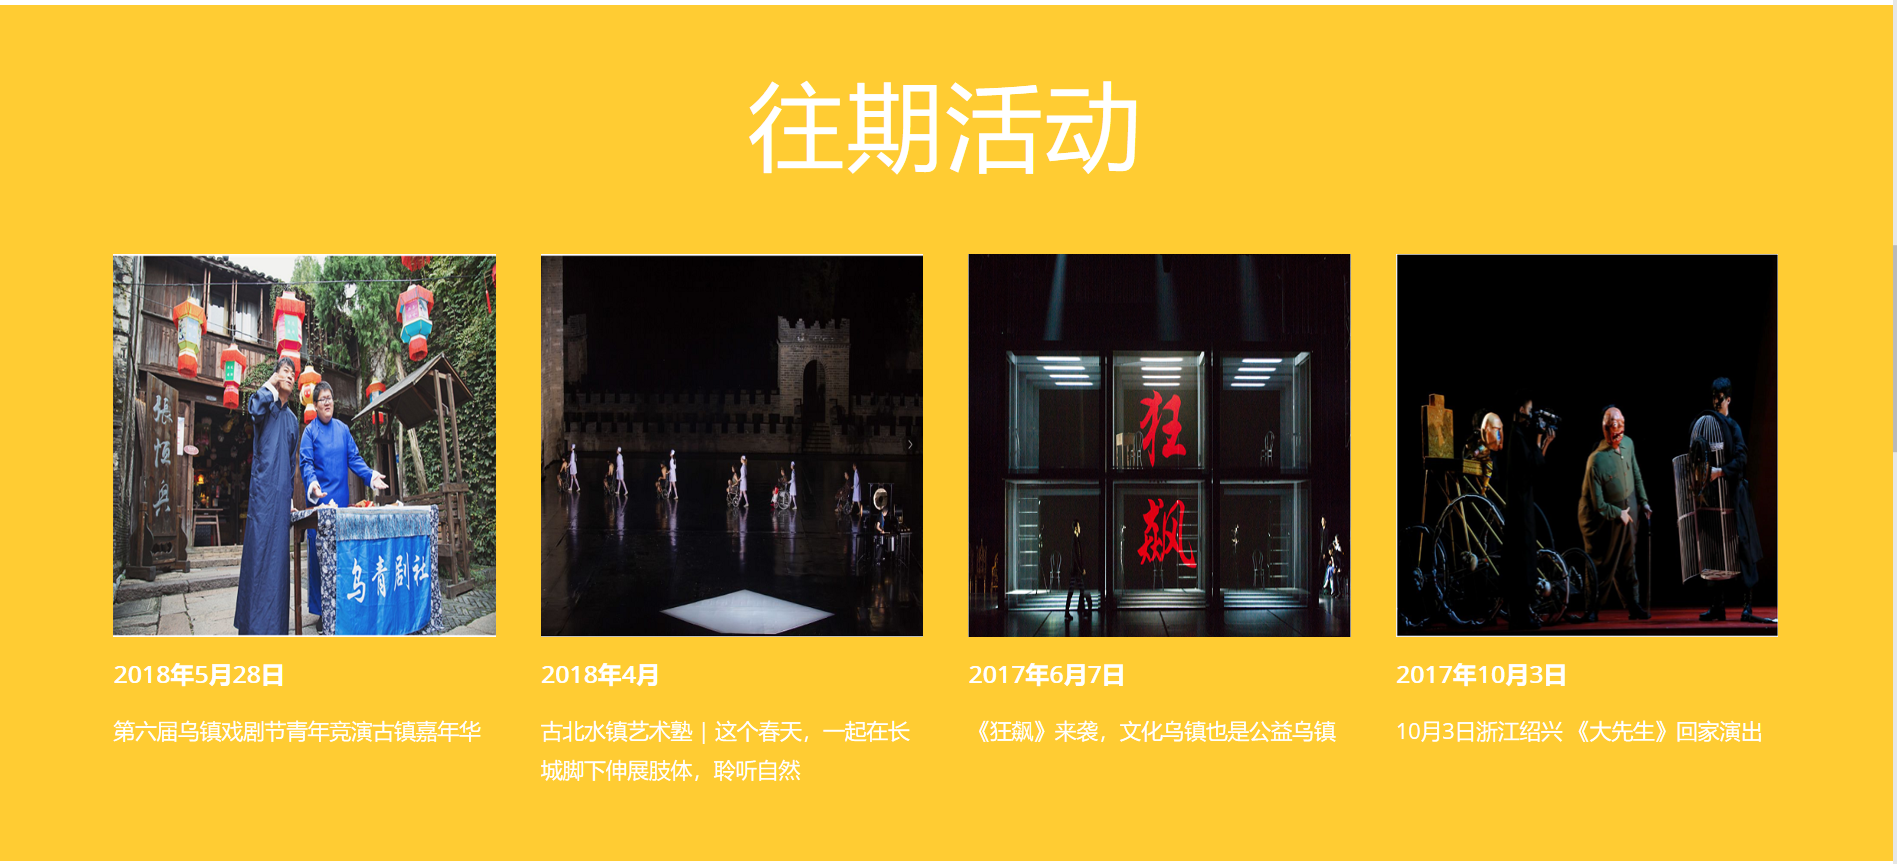 往期活动
張恆興
乌青剧社
狂
飙
2018年5月28日
第六届乌镇戏剧节青年竞演古镇嘉年华
2018年4月
古北水镇艺术塾 | 这个春天，一起在长
城脚下伸展肢体，聆听自然
2017年6月7日
《狂飙》来袭，文化乌镇也是公益乌镇
2017年10月3日
10月3日浙江绍兴 《大先生》回家演出